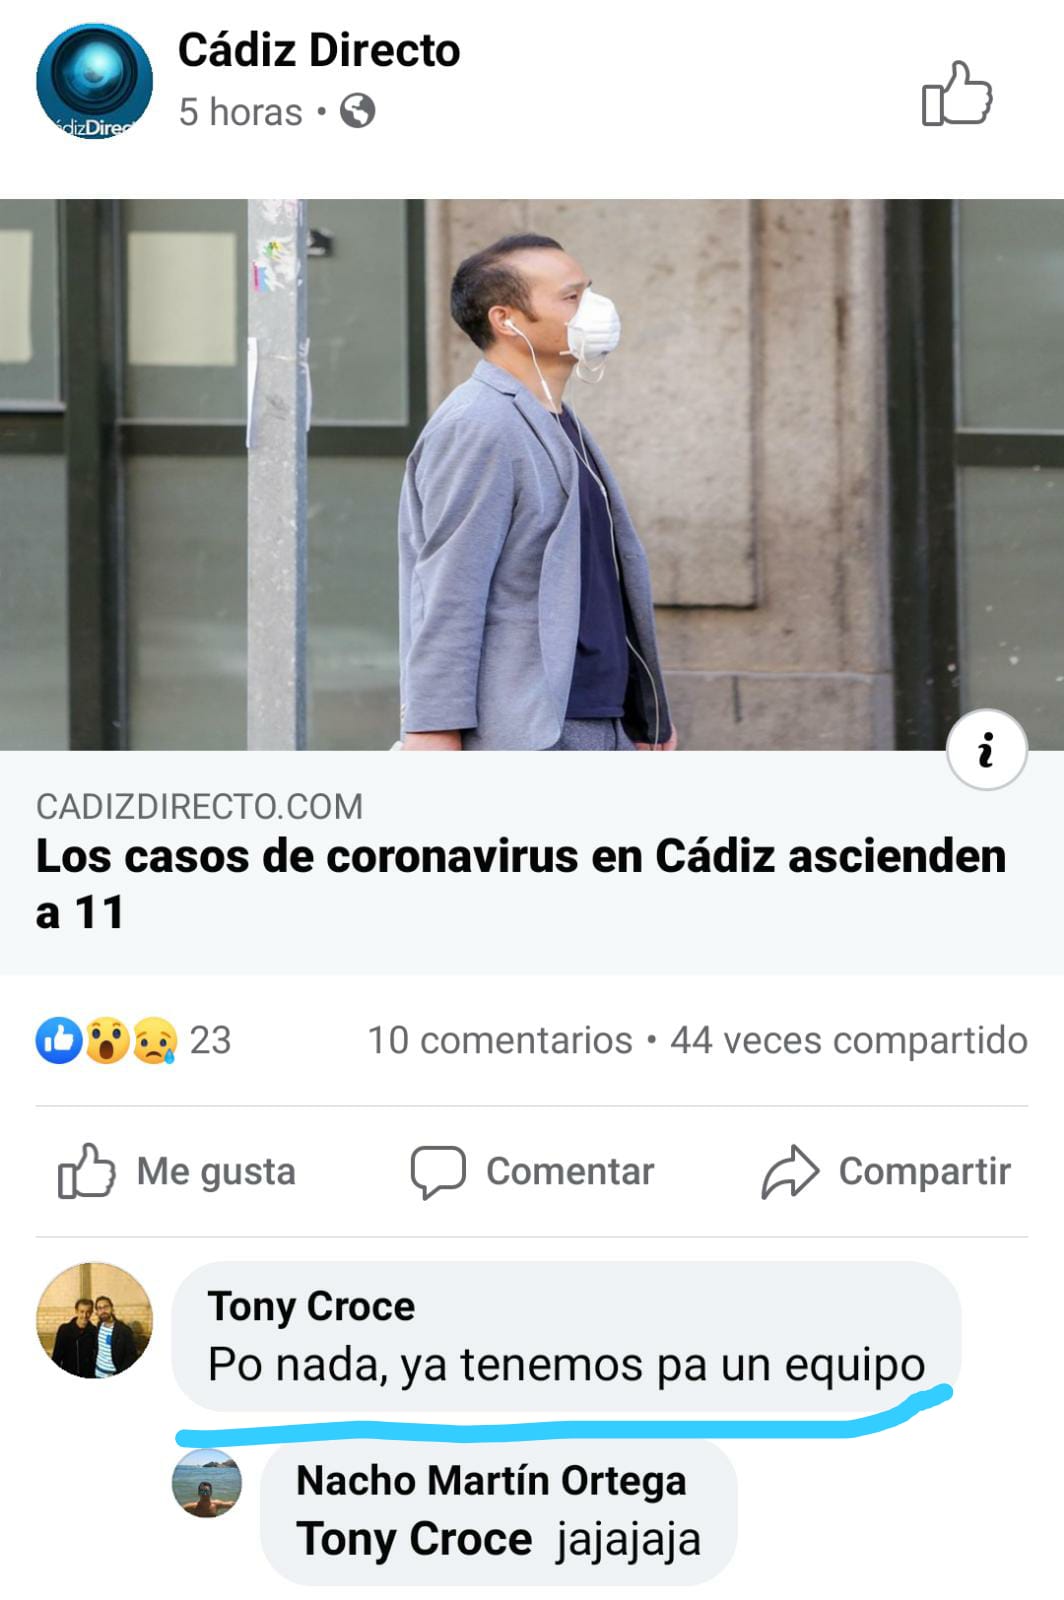 Cádiz Directo
5 horas •
ádizDirec
CADIZDIRECTO.COM
Los casos de coronavirus en Cádiz ascienden
a 11
23
10 comentarios • 44 veces compartido
Me gusta
Comentar
Compartir
Tony Croce
Po nada, ya tenemos pa un equipo
Nacho Martín Ortega
Tony Croce jajajaja